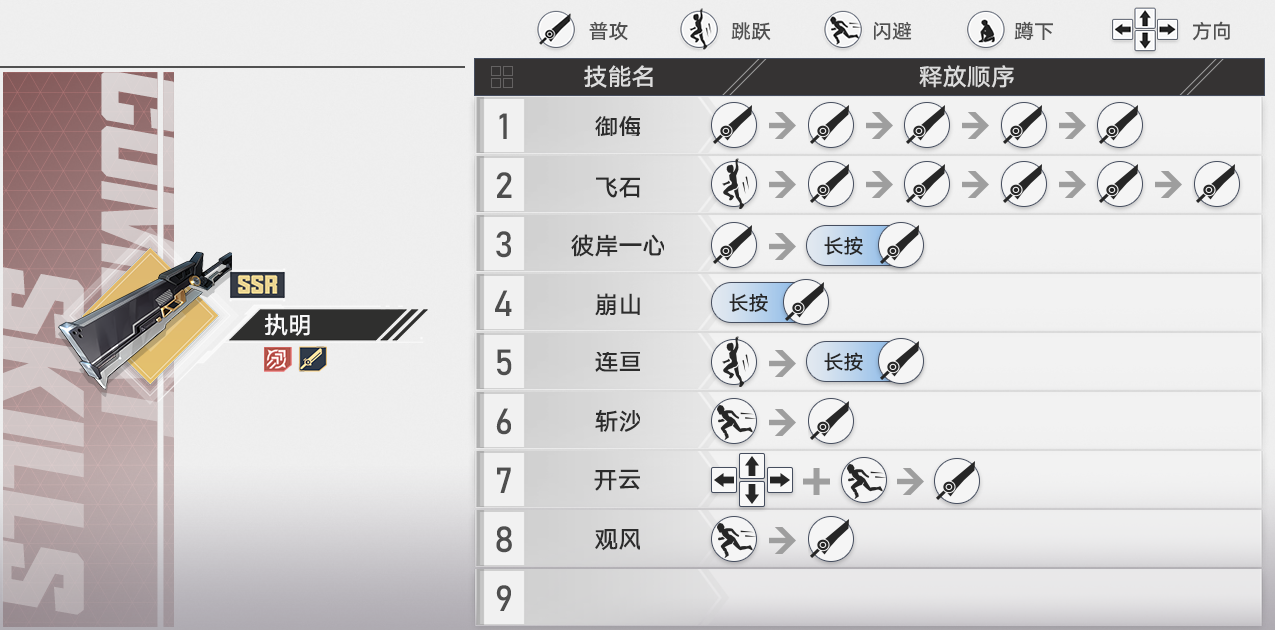 普攻 跳跃 闪避 蹲下 方向
技能名 释放顺序
COMBAT
SKILLS
SSR
执明
1 御侮
2 飞石
3 彼岸一心 长按
4 崩山 长按
5 连亘 长按
6 斩沙
7 开云
8 观风
9